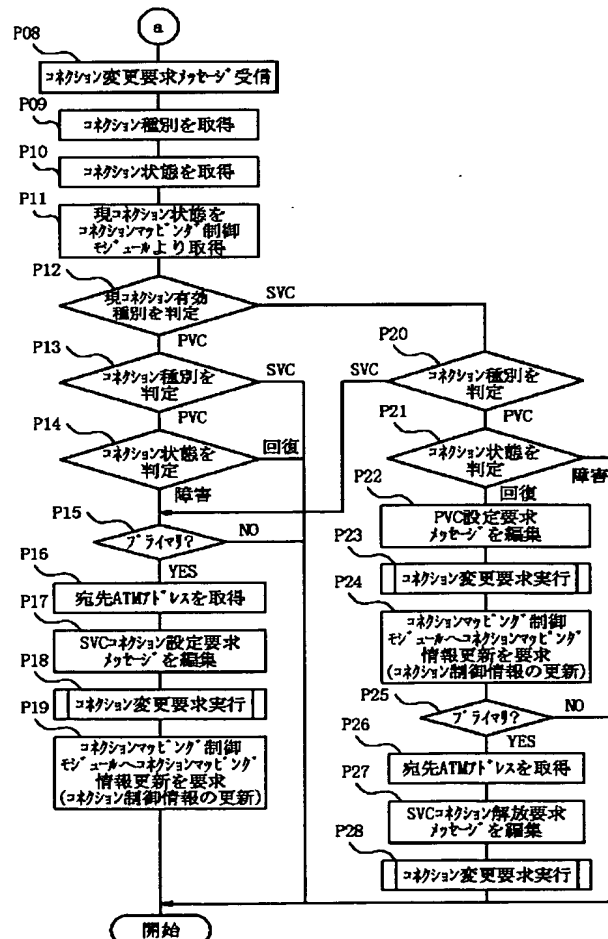 a
P08
コネクション変更要求メッセージ受信
P09
コネクション種別を取得
P10
コネクション状態を取得
P11
現コネクション状態を
コネクションマッピング制御
モジュールより取得
P12
現コネクション有効
種別を判定
SVC
PVC
P13
コネクション種別を
判定
SVC
PVC
P14
コネクション状態を
判定
回復
障害
P15
プライマリ?
NO
YES
P16
宛先ATMアドレスを取得
P17
SVCコネクション設定要求
メッセージを編集
P18
コネクション変更要求実行
P19
コネクションマッピング制御
モジュールへコネクションマッピング
情報更新を要求
(コネクション制御情報の更新)
P20
SVC
コネクション種別を
判定
PVC
P21
コネクション状態を
判定
障害
回復
P22
PVC設定要求
メッセージを編集
P23
コネクション変更要求実行
P24
コネクションマッピング制御
モジュールへコネクションマッピング
情報更新を要求
(コネクション制御情報の更新)
P25
プライマリ?
NO
YES
P26
宛先ATMアドレスを取得
P27
SVCコネクション解放要求
メッセージを編集
P28
コネクション変更要求実行
開始